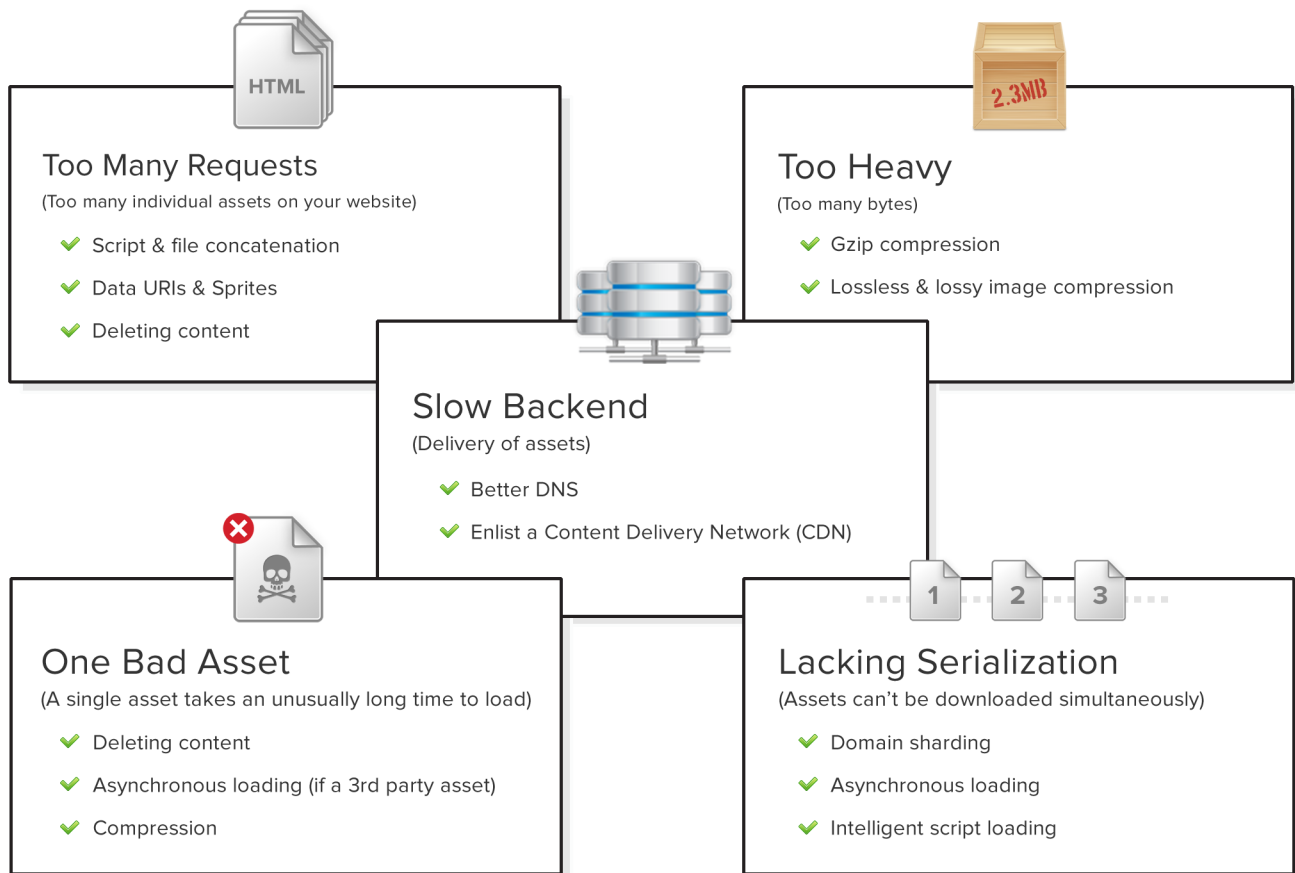 HTML
Too Many Requests
(Too many individual assets on your website)
Script & file concatenation
Data URIs & Sprites
Deleting content
2.3MB
Too Heavy
(Too many bytes)
Gzip compression
Lossless & lossy image compression
Slow Backend
(Delivery of assets)
Better DNS
Enlist a Content Delivery Network (CDN)
One Bad Asset
(A single asset takes an unusually long time to load)
Deleting content
Asynchronous loading (if a 3rd party asset)
Compression
1 2 3
Lacking Serialization
(Assets can’t be downloaded simultaneously)
Domain sharding
Asynchronous loading
Intelligent script loading